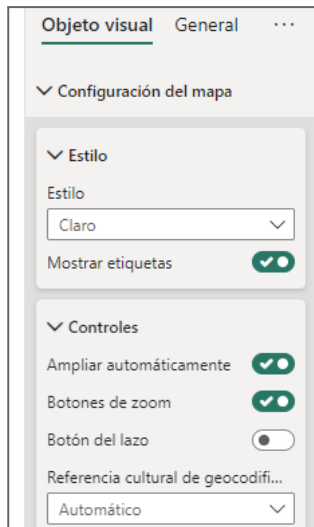 Objeto visual General ...
Configuración del mapa
Estilo
Estilo
Claro
Mostrar etiquetas
Controles
Ampliar automáticamente
Botones de zoom
Botón del lazo
Referencia cultural de geocodifi...
Automático